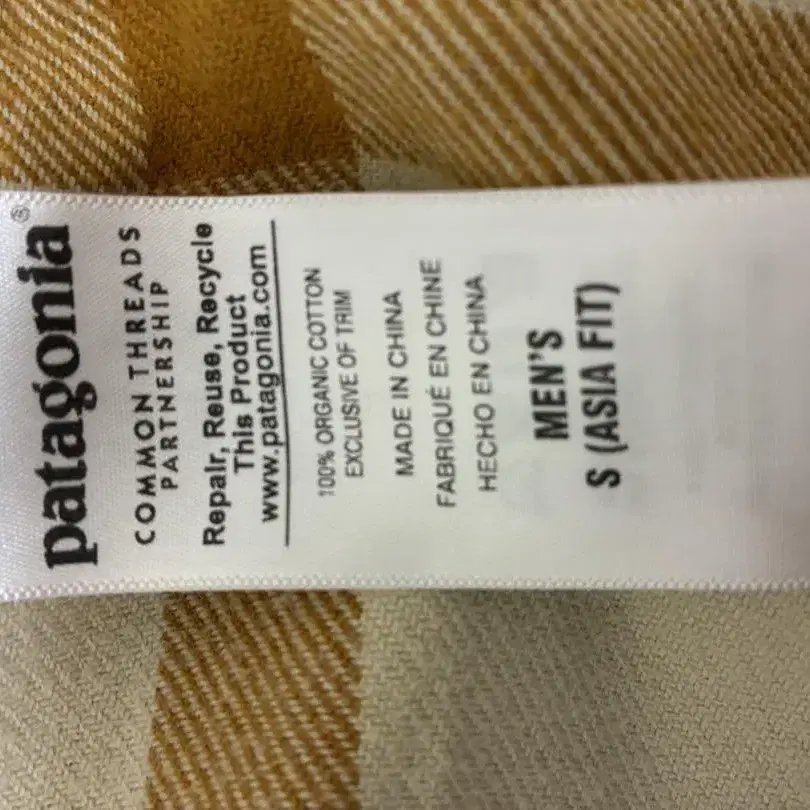 patagonia®
COMMON THREADS
PARTNERSHIP
Repair, Reuse, Recycle
This Product
www.patagonia.com
100% ORGANIC COTTON
EXCLUSIVE OF TRIM
MADE IN CHINA
FABRIQUÉ EN CHINE
HECHO EN CHINA
MEN'S
S (ASIA FIT)